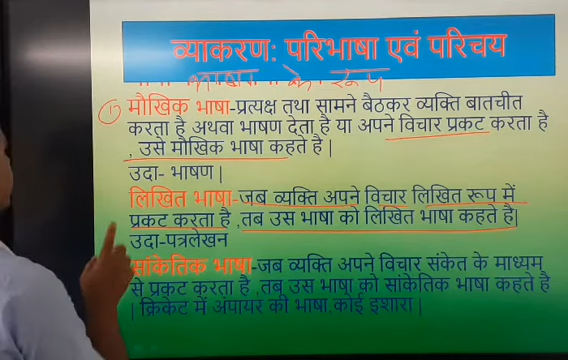 व्याकरण: परिभाषा एवं परिचय
भाषा के रूप
① मौखिक भाषा-प्रत्यक्ष तथा सामने बैठकर व्यक्ति बातचीत
करता है अथवा भाषण देता है या अपने विचार प्रकट करता है
, उसे मौखिक भाषा कहते है |
उदा- भाषण |
लिखित भाषा-जब व्यक्ति अपने विचार लिखित रूप में
प्रकट करता है ,तब उस भाषा को लिखित भाषा कहते है|
उदा-पत्रलेखन
सांकेतिक भाषा-जब व्यक्ति अपने विचार संकेत के माध्यम
से प्रकट करता है ,तब उस भाषा को सांकेतिक भाषा कहते है
| क्रिकेट में अंपायर की भाषा.कोई इशारा |